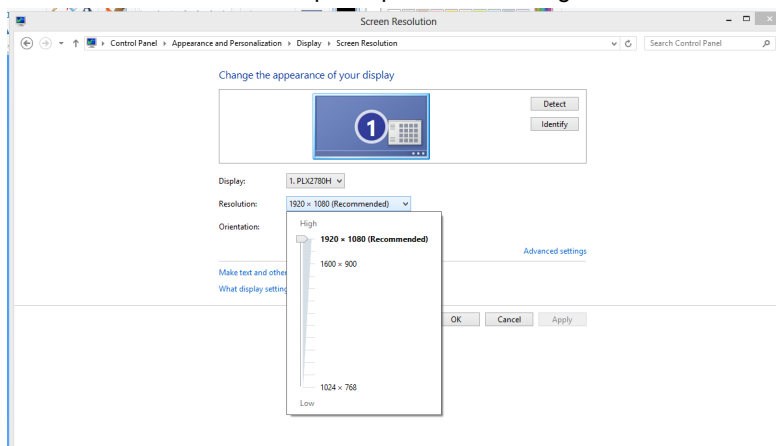 Screen Resolution
Control Panel › Appearance and Personalization › Display › Screen Resolution
Search Control Panel
Change the appearance of your display
Detect
Identify
1
Display: 1. PLX2780H
Resolution: 1920 × 1080 (Recommended)
Orientation:
High
1920 × 1080 (Recommended)
Advanced settings
1600 × 900
Make text and other
What display setting
OK Cancel Apply
1024 × 768
Low